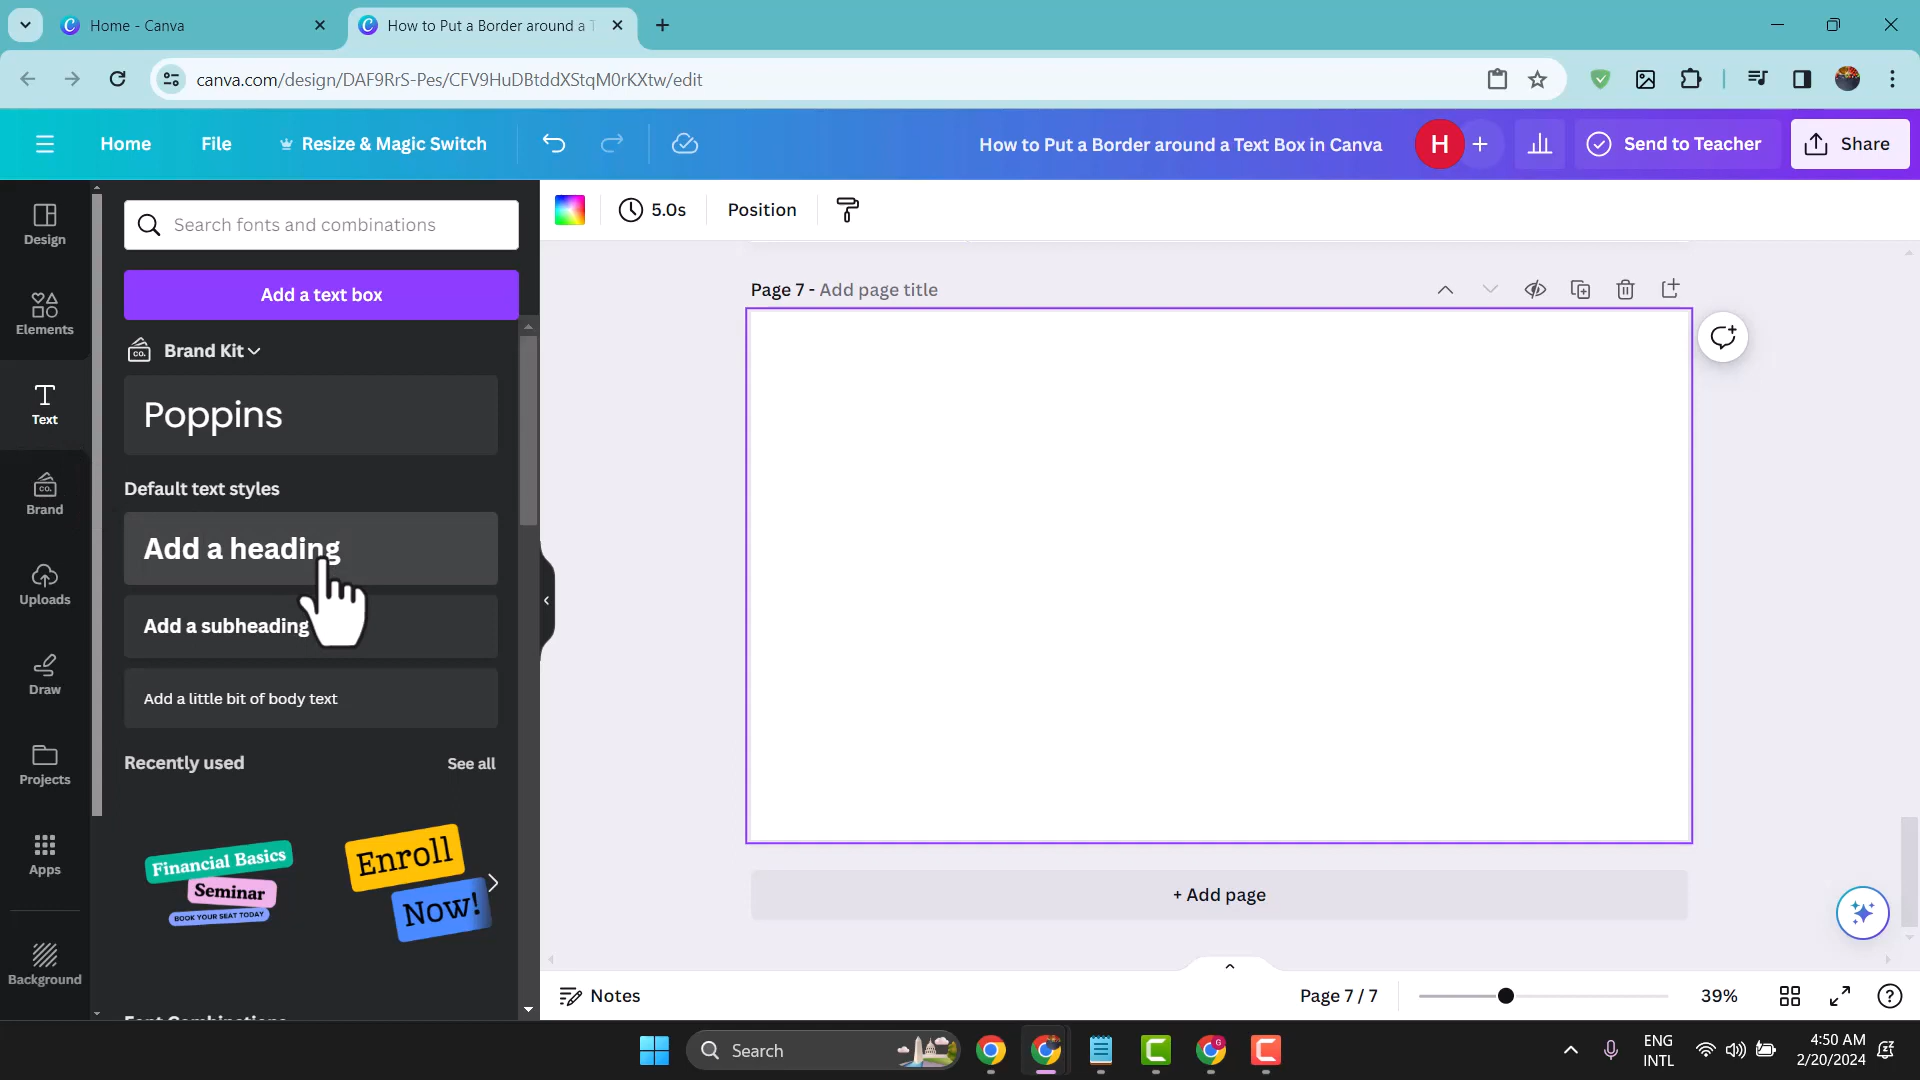 Home - Canva
How to Put a Border around a T
canva.com/design/DAF9RrS-Pes/CFV9HuDBtddXStqM0rKXtw/edit
Home
File
Resize & Magic Switch
How to Put a Border around a Text Box in Canva
H
Send to Teacher
Share
Search fonts and combinations
5.0s
Position
Design
Elements
Text
Brand
Uploads
Draw
Projects
Apps
Background
Add a text box
CO.
Brand Kit
Poppins
Default text styles
Add a heading
Add a subheading
Add a little bit of body text
Recently used
See all
Financial Basics
Seminar
BOOK YOUR SEAT TODAY
Enroll
Now!
Font Combinations
Page 7 - Add page title
+ Add page
Notes
Page 7 / 7
39%
Search
ENG
INTL
4:50 AM
2/20/2024